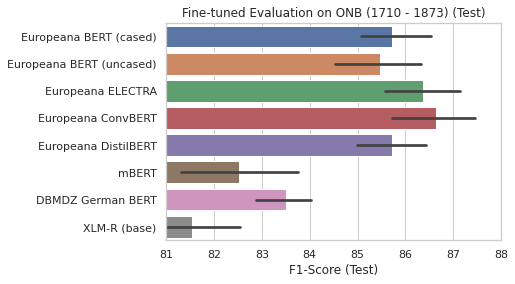 Fine-tuned Evaluation on ONB (1710 - 1873) (Test)
Europeana BERT (cased)
Europeana BERT (uncased)
Europeana ELECTRA
Europeana ConvBERT
Europeana DistilBERT
mBERT
DBMDZ German BERT
XLM-R (base)
81 82 83 84 85 86 87 88
F1-Score (Test)